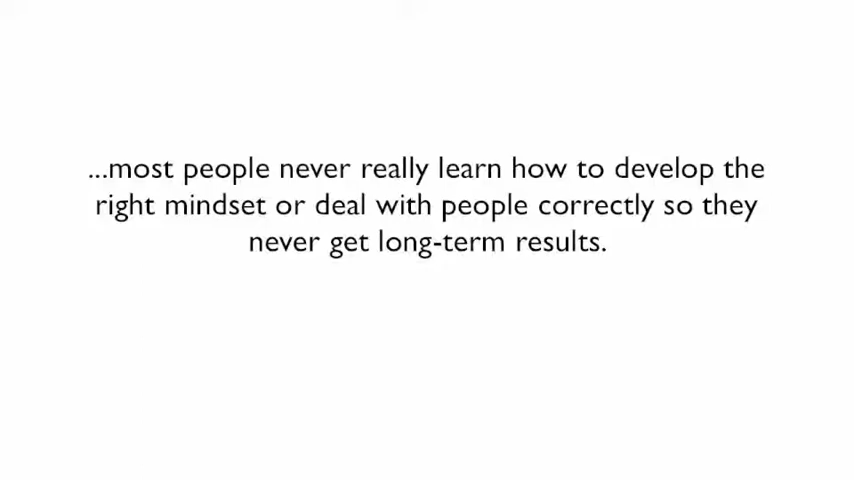 ...most people never really learn how to develop the
right mindset or deal with people correctly so they
never get long-term results.